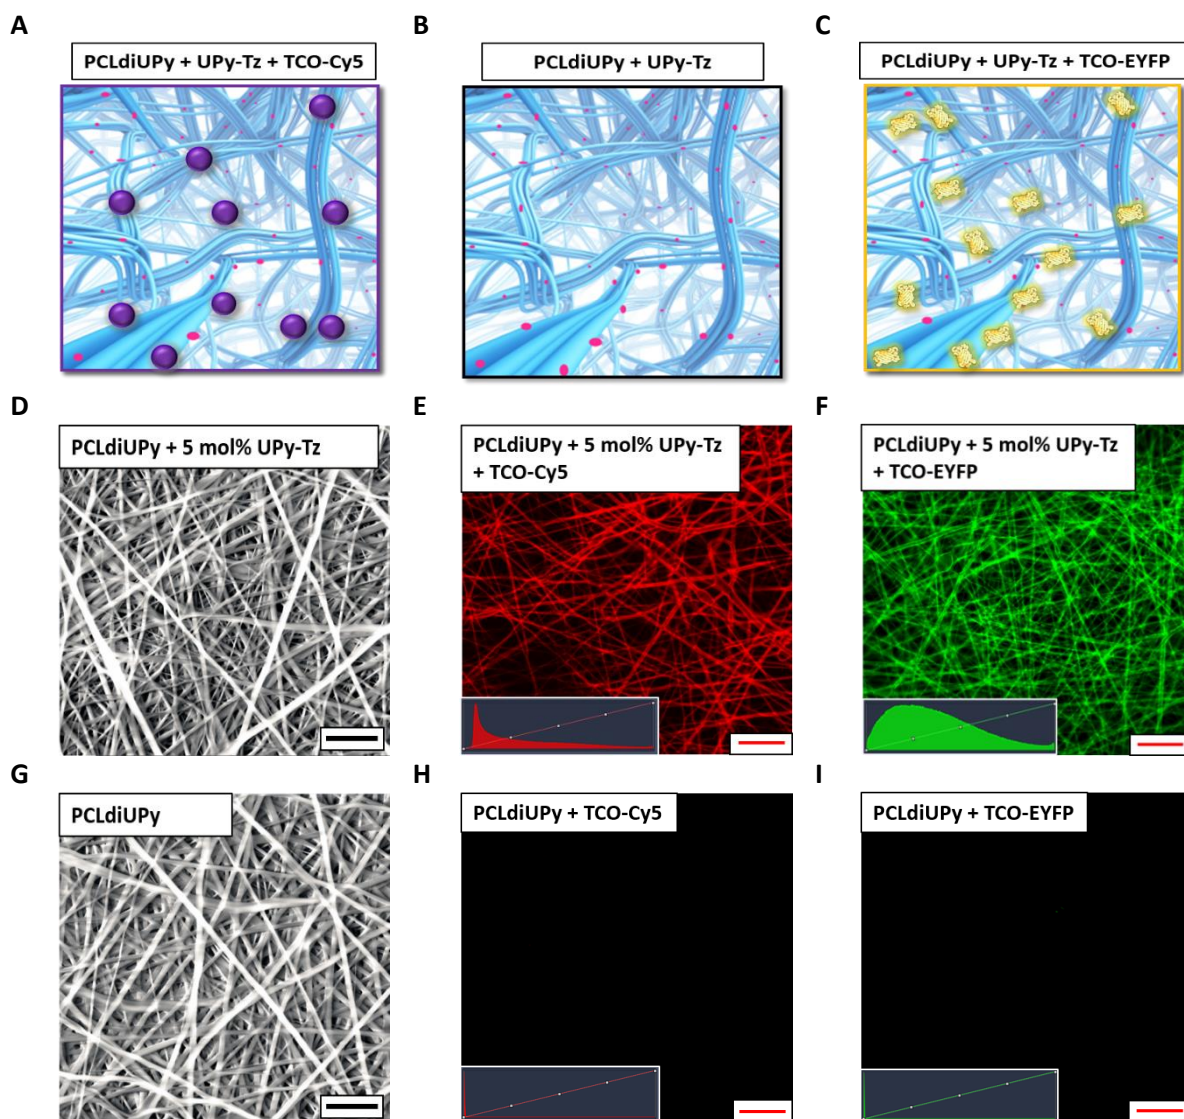 A
B
C
PCLdiUPy + UPy-Tz + TCO-Cy5
PCLdiUPy + UPy-Tz
PCLdiUPy + UPy-Tz + TCO-EYFP
D
E
F
PCLdiUPy + 5 mol% UPy-Tz
PCLdiUPy + 5 mol% UPy-Tz
+ TCO-Cy5
PCLdiUPy + 5 mol% UPy-Tz
+ TCO-EYFP
G
H
I
PCLdiUPy
PCLdiUPy + TCO-Cy5
PCLdiUPy + TCO-EYFP